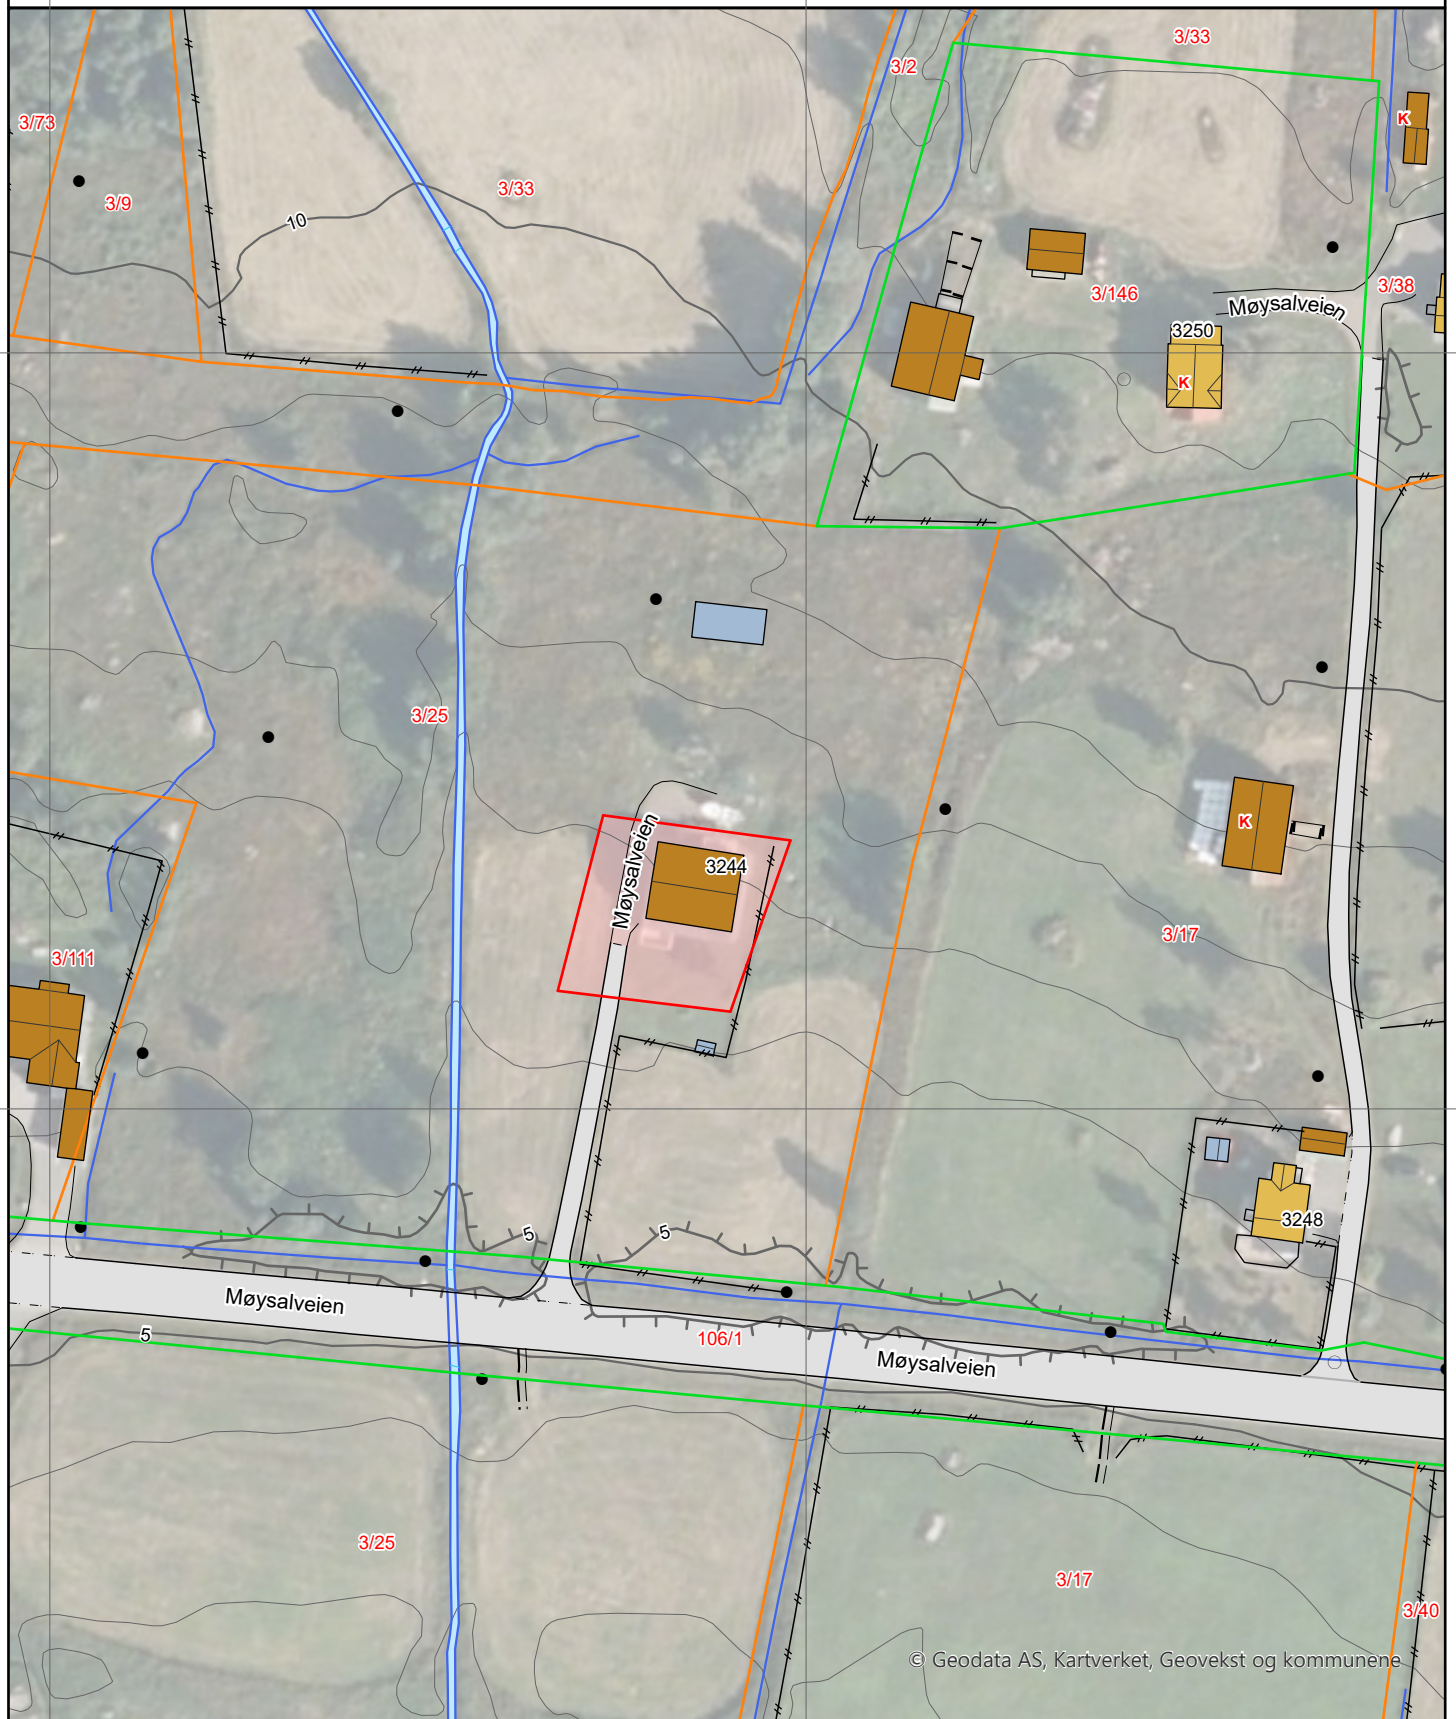 3/33
3/2
3/73
K
3/33
3/9
10
3/38
3/146
Møysalveien
3250
K
3/25
Møysalveien
3244
K
3/17
3/111
3248
5
5
Møysalveien
5
106/1
Møysalveien
3/25
3/17
3/40
© Geodata AS, Kartverket, Geovekst og kommunene